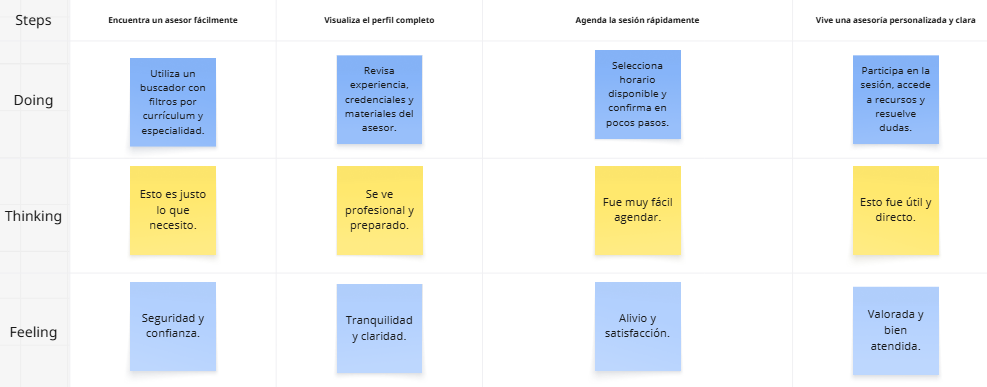 Steps
Encuentra un asesor fácilmente
Visualiza el perfil completo
Agenda la sesión rápidamente
Vive una asesoría personalizada y clara
Doing
Utiliza un
buscador con
filtros por
currículum y
especialidad.
Revisa
experiencia,
credenciales y
materiales del
asesor.
Selecciona
horario
disponible y
confirma en
pocos pasos.
Participa en la
sesión, accede
a recursos y
resuelve
dudas.
Thinking
Esto es justo
lo que
necesito.
Se ve
profesional y
preparado.
Fue muy fácil
agendar.
Esto fue útil y
directo.
Feeling
Seguridad y
confianza.
Tranquilidad
y claridad.
Alivio y
satisfacción.
Valorada y
bien
atendida.